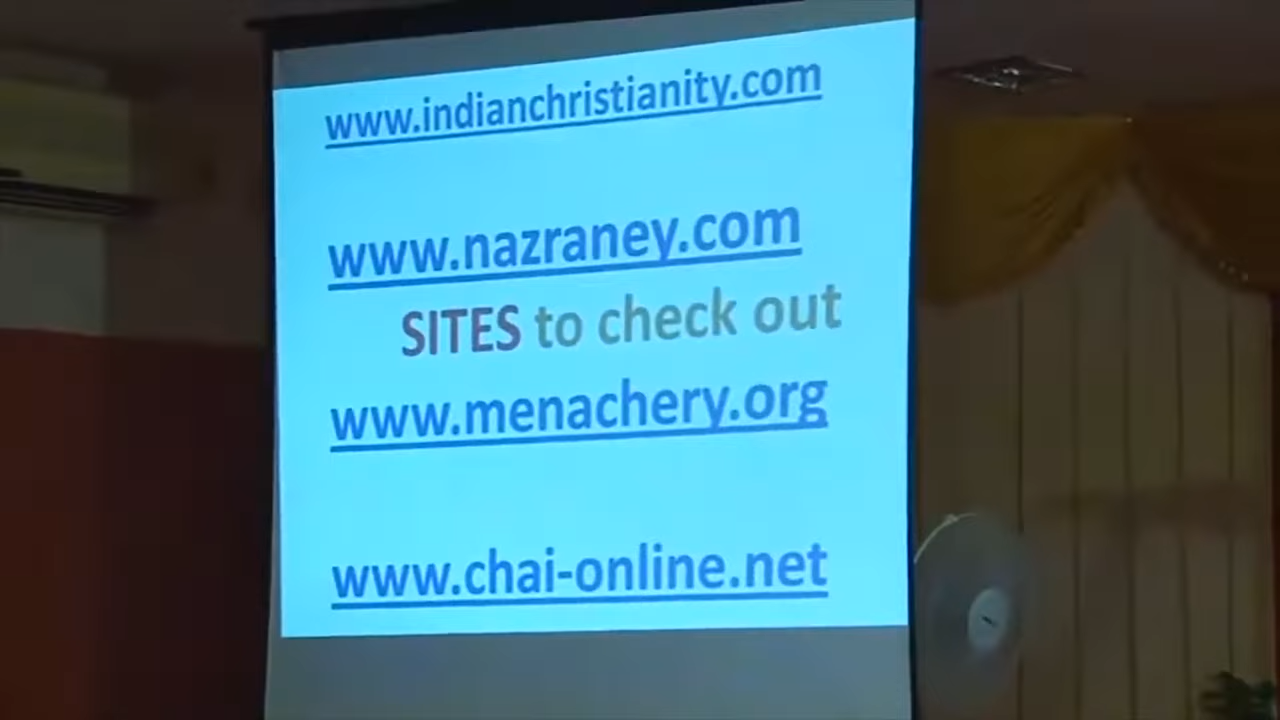 www.indianchristianity.com
www.nazraney.com
SITES to check out
www.menachery.org
www.chai-online.net